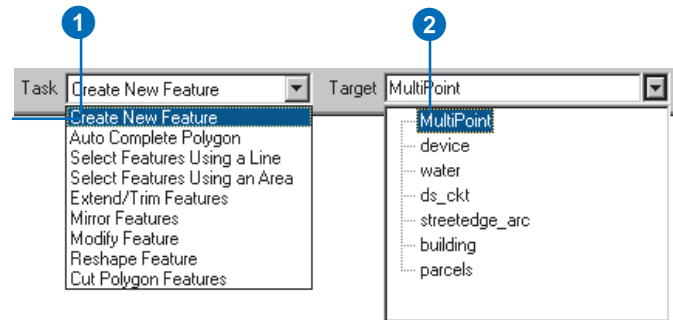 1 2
Task Create New Feature Target MultiPoint
Create New Feature
Auto Complete Polygon
Select Features Using a Line
Select Features Using an Area
Extend/Trim Features
Mirror Features
Modify Feature
Reshape Feature
Cut Polygon Features
MultiPoint
device
water
ds_ckt
streetedge_arc
building
parcels